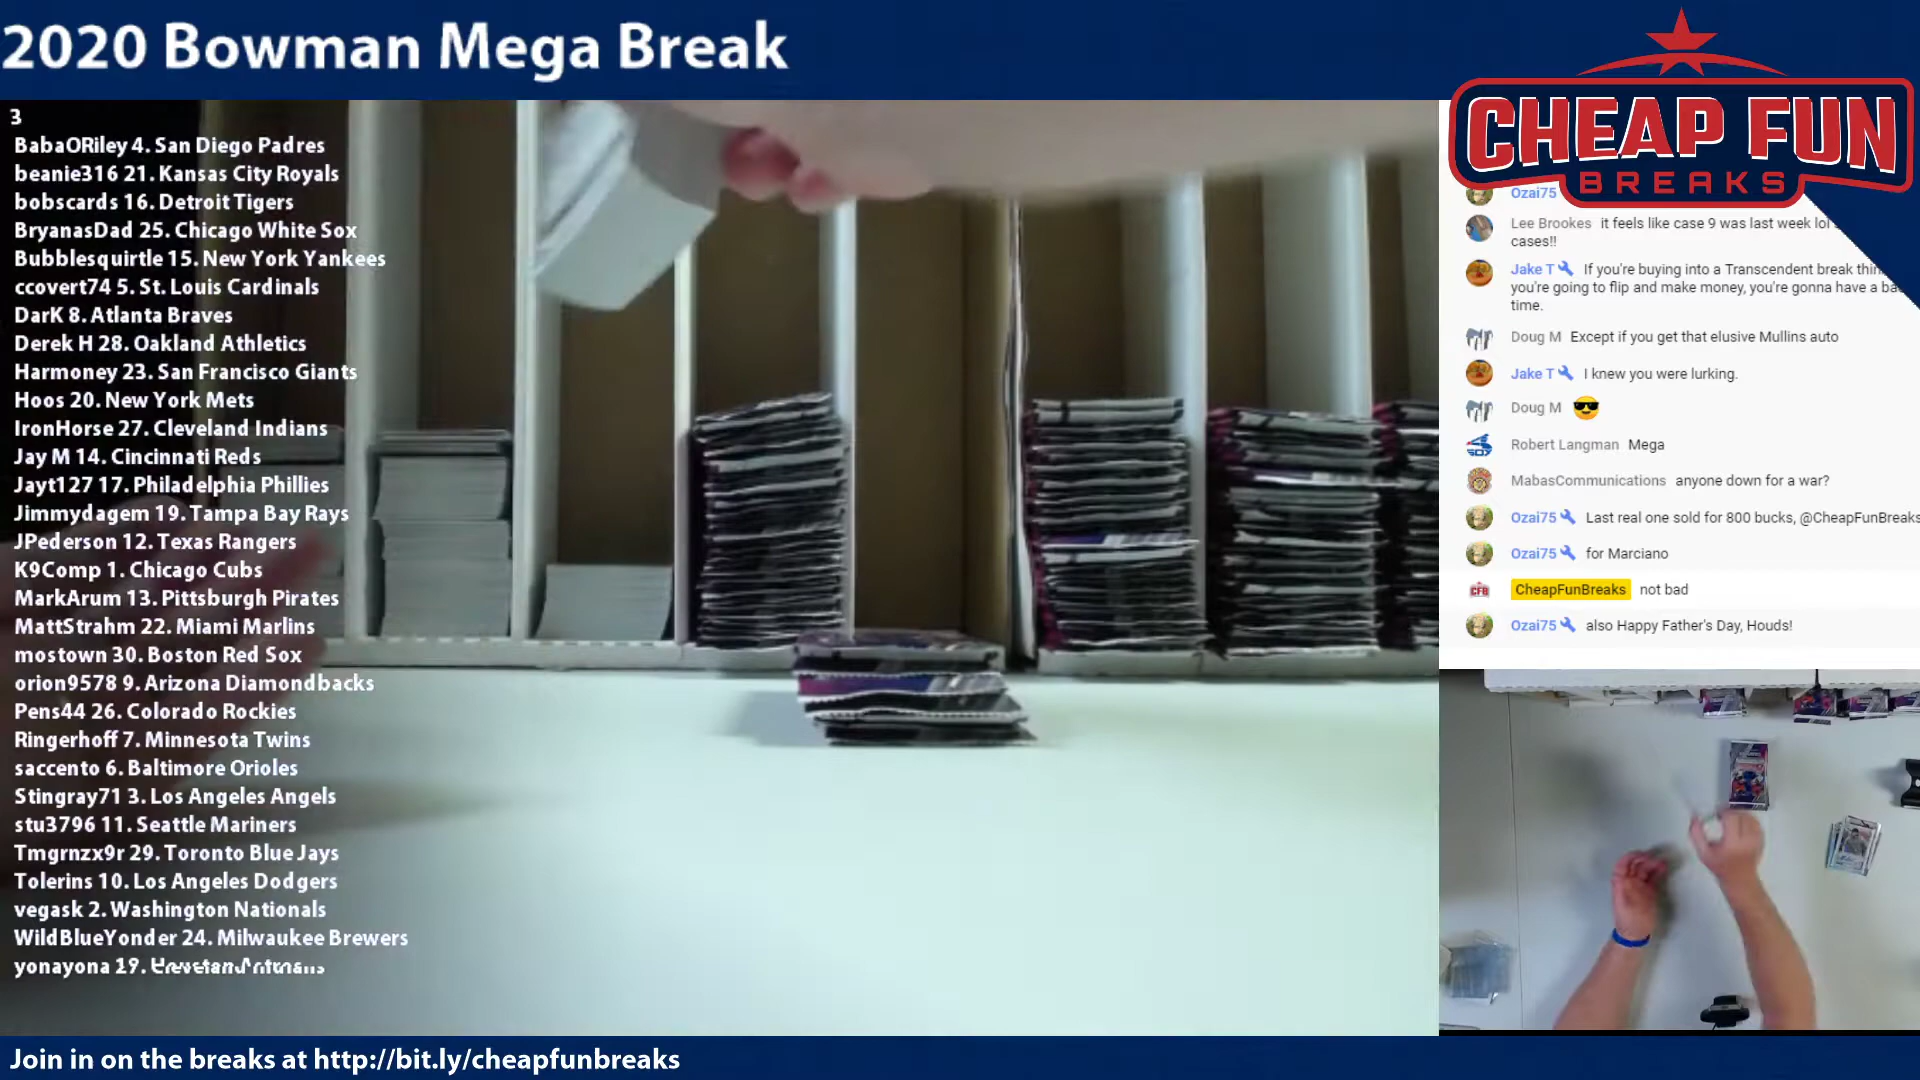 2020 Bowman Mega Break
3
BabaORiley 4. San Diego Padres
beanie316 21. Kansas City Royals
bobscards 16. Detroit Tigers
BryanasDad 25. Chicago White Sox
Bubblesquirtle 15. New York Yankees
ccovert74 5. St. Louis Cardinals
DarK 8. Atlanta Braves
Derek H 28. Oakland Athletics
Harmoney 23. San Francisco Giants
Hoos 20. New York Mets
IronHorse 27. Cleveland Indians
Jay M 14. Cincinnati Reds
Jayt127 17. Philadelphia Phillies
Jimmydagem 19. Tampa Bay Rays
JPederson 12. Texas Rangers
K9Comp 1. Chicago Cubs
MarkArum 13. Pittsburgh Pirates
MattStrahm 22. Miami Marlins
mostown 30. Boston Red Sox
orion9578 9. Arizona Diamondbacks
Pens44 26. Colorado Rockies
Ringerhoff 7. Minnesota Twins
saccento 6. Baltimore Orioles
Stingray71 3. Los Angeles Angels
stu3796 11. Seattle Mariners
Tmgrnzx9r 29. Toronto Blue Jays
Tolerins 10. Los Angeles Dodgers
vegask 2. Washington Nationals
WildBlueYonder 24. Milwaukee Brewers
yonayona
CHEAP FUN
BREAKS
Ozai75
Lee Brookes it feels like case 9 was last week lol
cases!!
Jake T If you're buying into a Transcendent break
you're going to flip and make money, you're gonna have a
time.
Doug M Except if you get that elusive Mullins auto
Jake T I knew you were lurking.
Doug M 😎
Robert Langman Mega
MabasCommunications anyone down for a war?
Ozai75 Last real one sold for 800 bucks, @CheapFunBreaks
Ozai75 for Marciano
CheapFunBreaks not bad
Ozai75 also Happy Father's Day, Houds!
Join in on the breaks at http://bit.ly/cheapfunbreaks